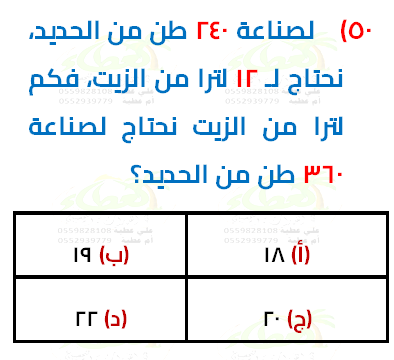 ٥٠) لصناعة ٢٤٠ طن من الحديد،
نحتاج لـ ١٢ لترا من الزيت، فكم
لترا من الزيت نحتاج لصناعة
٣٦٠ طن من الحديد؟
(أ) ١٨ (ب) ١٩
(ج) ٢٠ (د) ٢٢